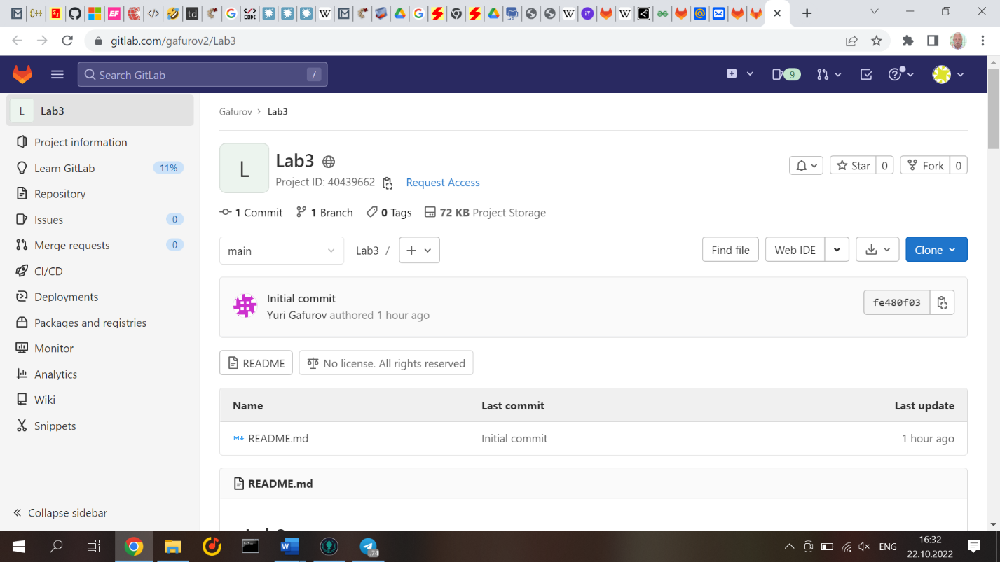 gitlab.com/gafurov2/Lab3
Search GitLab /
9
L Lab3
Project information
Learn GitLab 11%
Repository
Issues 0
Merge requests 0
CI/CD
Deployments
Packages and registries
Monitor
Analytics
Wiki
Snippets
Collapse sidebar
Gafurov > Lab3
L
Lab3
Project ID: 40439662 Request Access
Star 0 Fork 0
1 Commit 1 Branch 0 Tags 72 KB Project Storage
main Lab3 / + Find file Web IDE Clone
Initial commit
Yuri Gafurov authored 1 hour ago
fe480f03
README No license. All rights reserved
Name Last commit Last update
README.md Initial commit 1 hour ago
README.md
74
ENG
16:32
22.10.2022